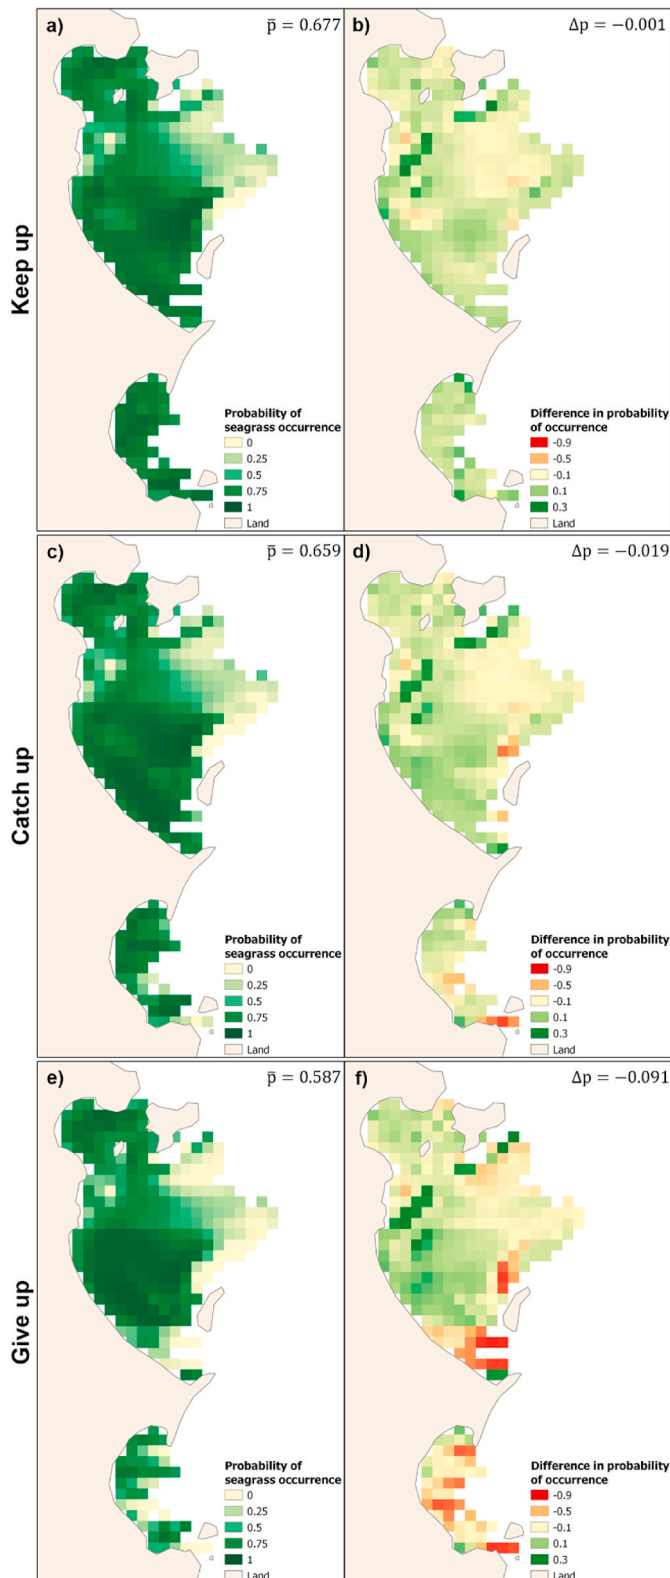 a)
p̄ = 0.677
b)
Δp = −0.001
Keep up
Probability of
seagrass occurrence
0
0.25
0.5
0.75
1
Land
Difference in probability
of occurrence
-0.9
-0.5
-0.1
0.1
0.3
Land
c)
p̄ = 0.659
d)
Δp = −0.019
Catch up
Probability of
seagrass occurrence
0
0.25
0.5
0.75
1
Land
Difference in probability
of occurrence
-0.9
-0.5
-0.1
0.1
0.3
Land
e)
p̄ = 0.587
f)
Δp = −0.091
Give up
Probability of
seagrass occurrence
0
0.25
0.5
0.75
1
Land
Difference in probability
of occurrence
-0.9
-0.5
-0.1
0.1
0.3
Land